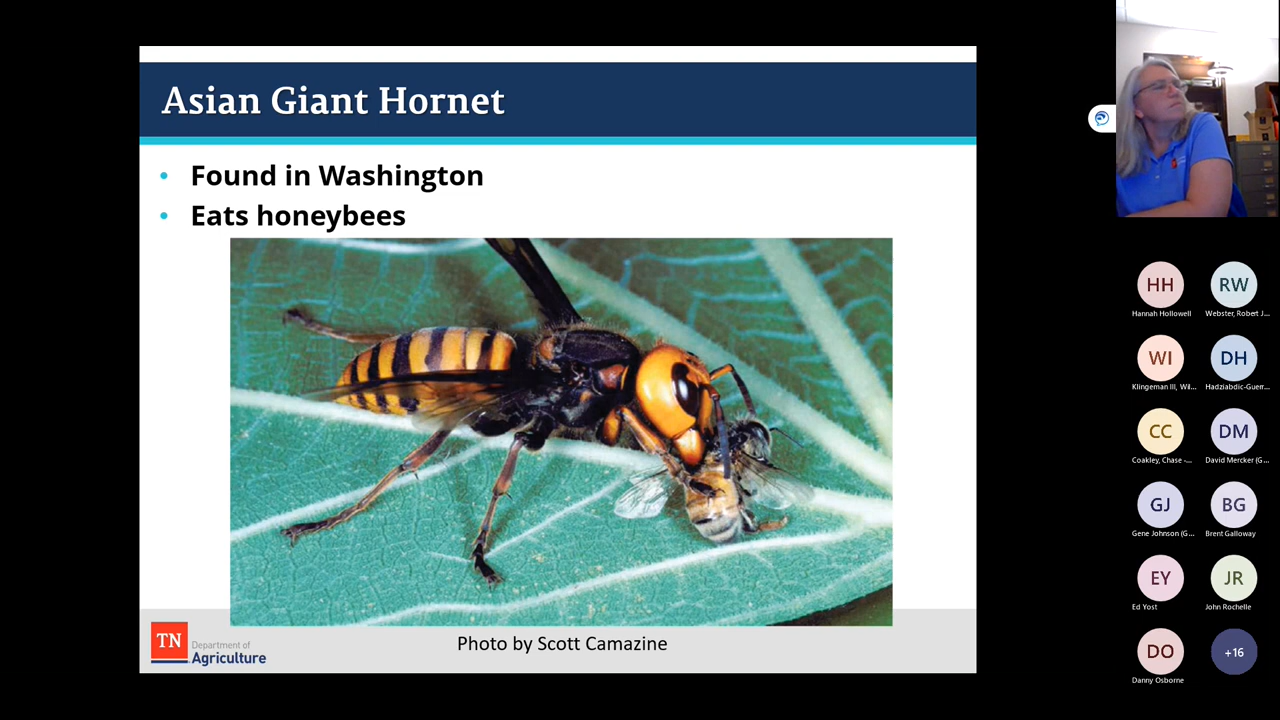 Asian Giant Hornet
• Found in Washington
• Eats honeybees
Photo by Scott Camazine
TN
Department of
Agriculture
HH
Hannah Hollowell
RW
Webster, Robert J...
WI
Klingeman III, Wil...
DH
Hadziabdic-Guerr...
CC
Coakley, Chase -...
DM
David Mercker (G...
GJ
Gene Johnson (G...
BG
Brent Galloway
EY
Ed Yost
JR
John Rochelle
DO
Danny Osborne
+16